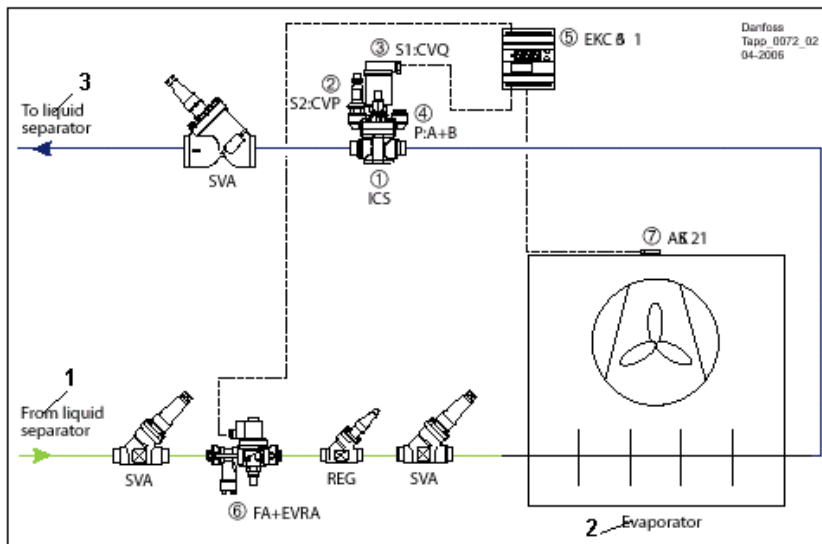 Danfoss
Tapp_0072_02
04-2006
③ S1:CVQ
⑤ EKC 1
②
S2:CVP
④
P:A+B
3
To liquid
separator
SVA
①
ICS
⑦ 21
1
From liquid
separator
SVA
REG
SVA
⑥ FA+EVRA
2 Evaporator